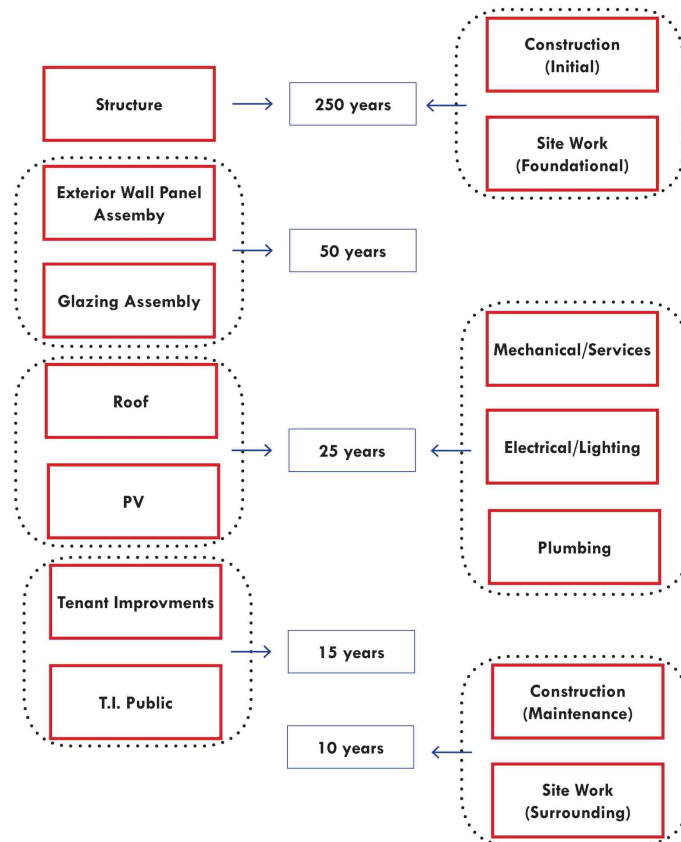 Construction
(Initial)
Structure
250 years
Site Work
(Foundational)
Exterior Wall Panel
Assemby
50 years
Glazing Assembly
Mechanical/Services
Roof
25 years
Electrical/Lighting
PV
Plumbing
Tenant Improvments
15 years
T.I. Public
Construction
(Maintenance)
10 years
Site Work
(Surrounding)